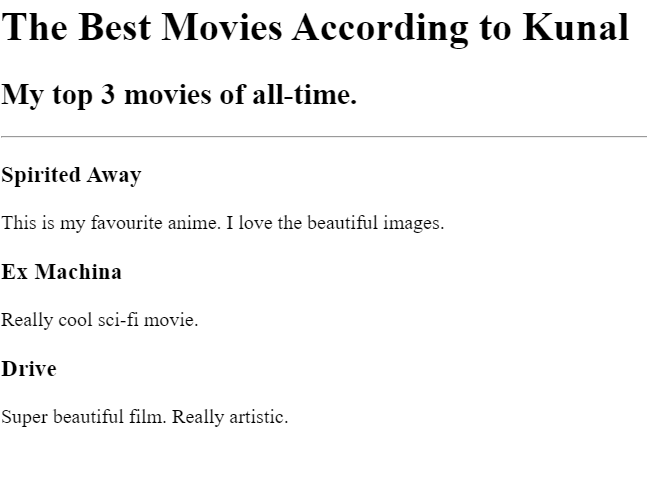 The Best Movies According to Kunal
My top 3 movies of all-time.
Spirited Away
This is my favourite anime. I love the beautiful images.
Ex Machina
Really cool sci-fi movie.
Drive
Super beautiful film. Really artistic.